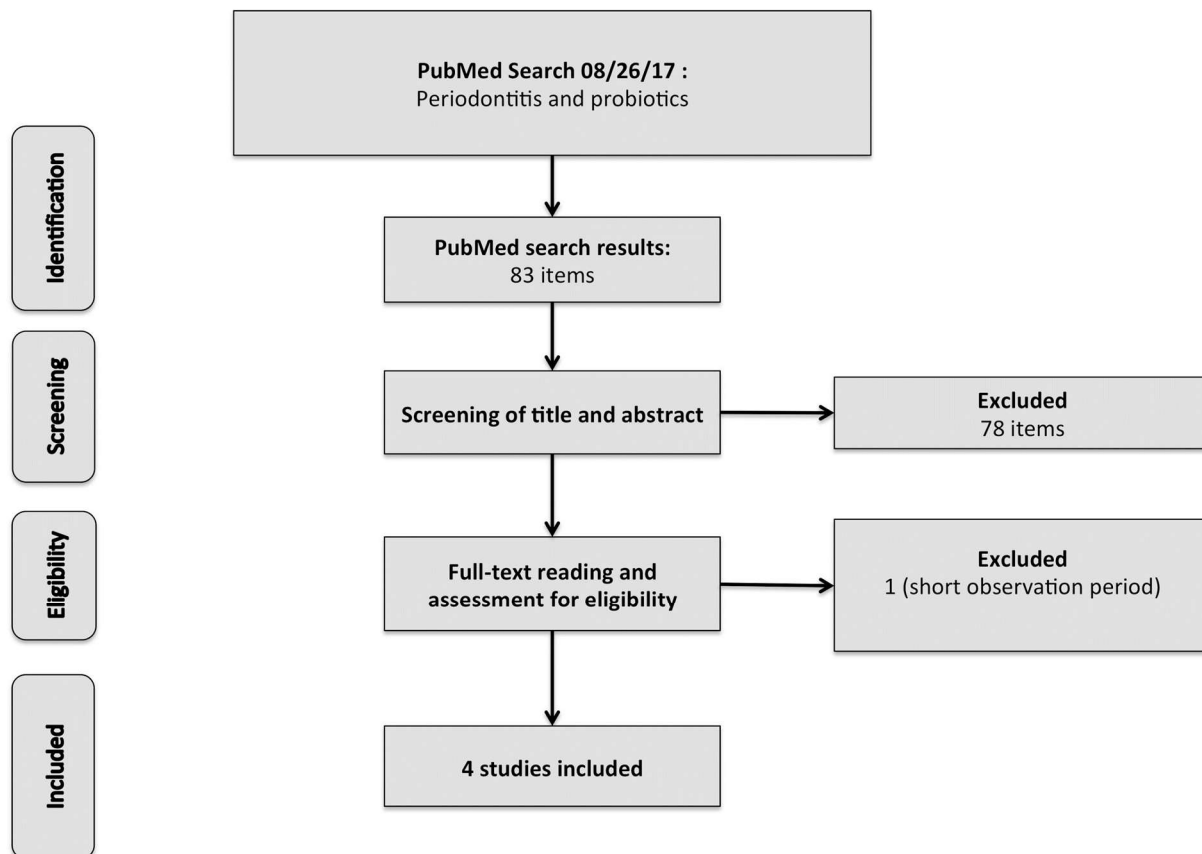 PubMed Search 08/26/17 :
Periodontitis and probiotics
Identification
PubMed search results:
83 items
Screening
Screening of title and abstract
Excluded
78 items
Eligibility
Full-text reading and
assessment for eligibility
Excluded
1 (short observation period)
Included
4 studies included